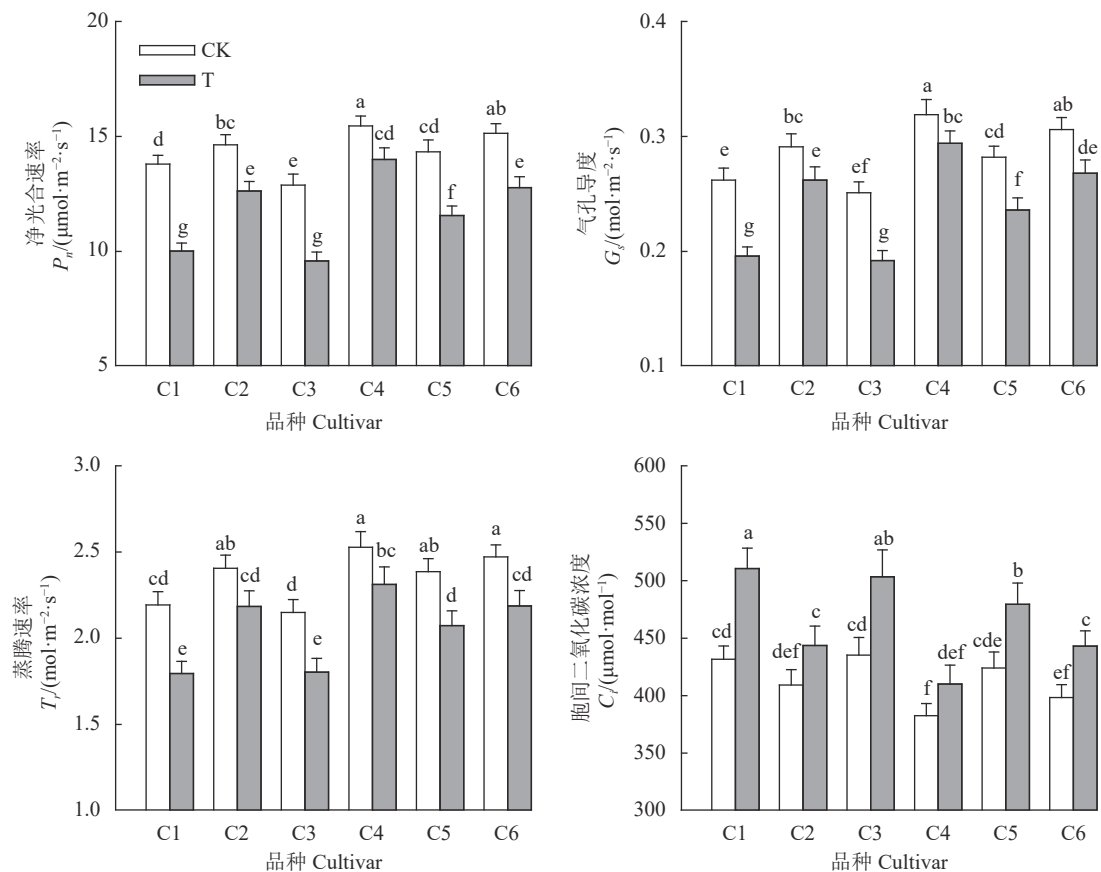 20
15
10
5
净光合速率
Pn/(μmol·m−2·s−1)
CK
T
d
g
bc
e
e
g
a
cd
cd
f
ab
e
C1 C2 C3 C4 C5 C6
品种 Cultivar
0.4
0.3
0.2
0.1
气孔导度
Gs/(mol·m−2·s−1)
e
g
bc
e
ef
g
a
bc
cd
f
ab
de
C1 C2 C3 C4 C5 C6
品种 Cultivar
3.0
2.5
2.0
1.5
1.0
蒸腾速率
Tr/(mol·m−2·s−1)
cd
e
ab
cd
d
e
a
bc
ab
d
a
cd
C1 C2 C3 C4 C5 C6
品种 Cultivar
600
550
500
450
400
350
300
胞间二氧化碳浓度
Ci/(μmol·mol−1)
cd
a
def
c
cd
ab
f
def
cde
b
ef
c
C1 C2 C3 C4 C5 C6
品种 Cultivar